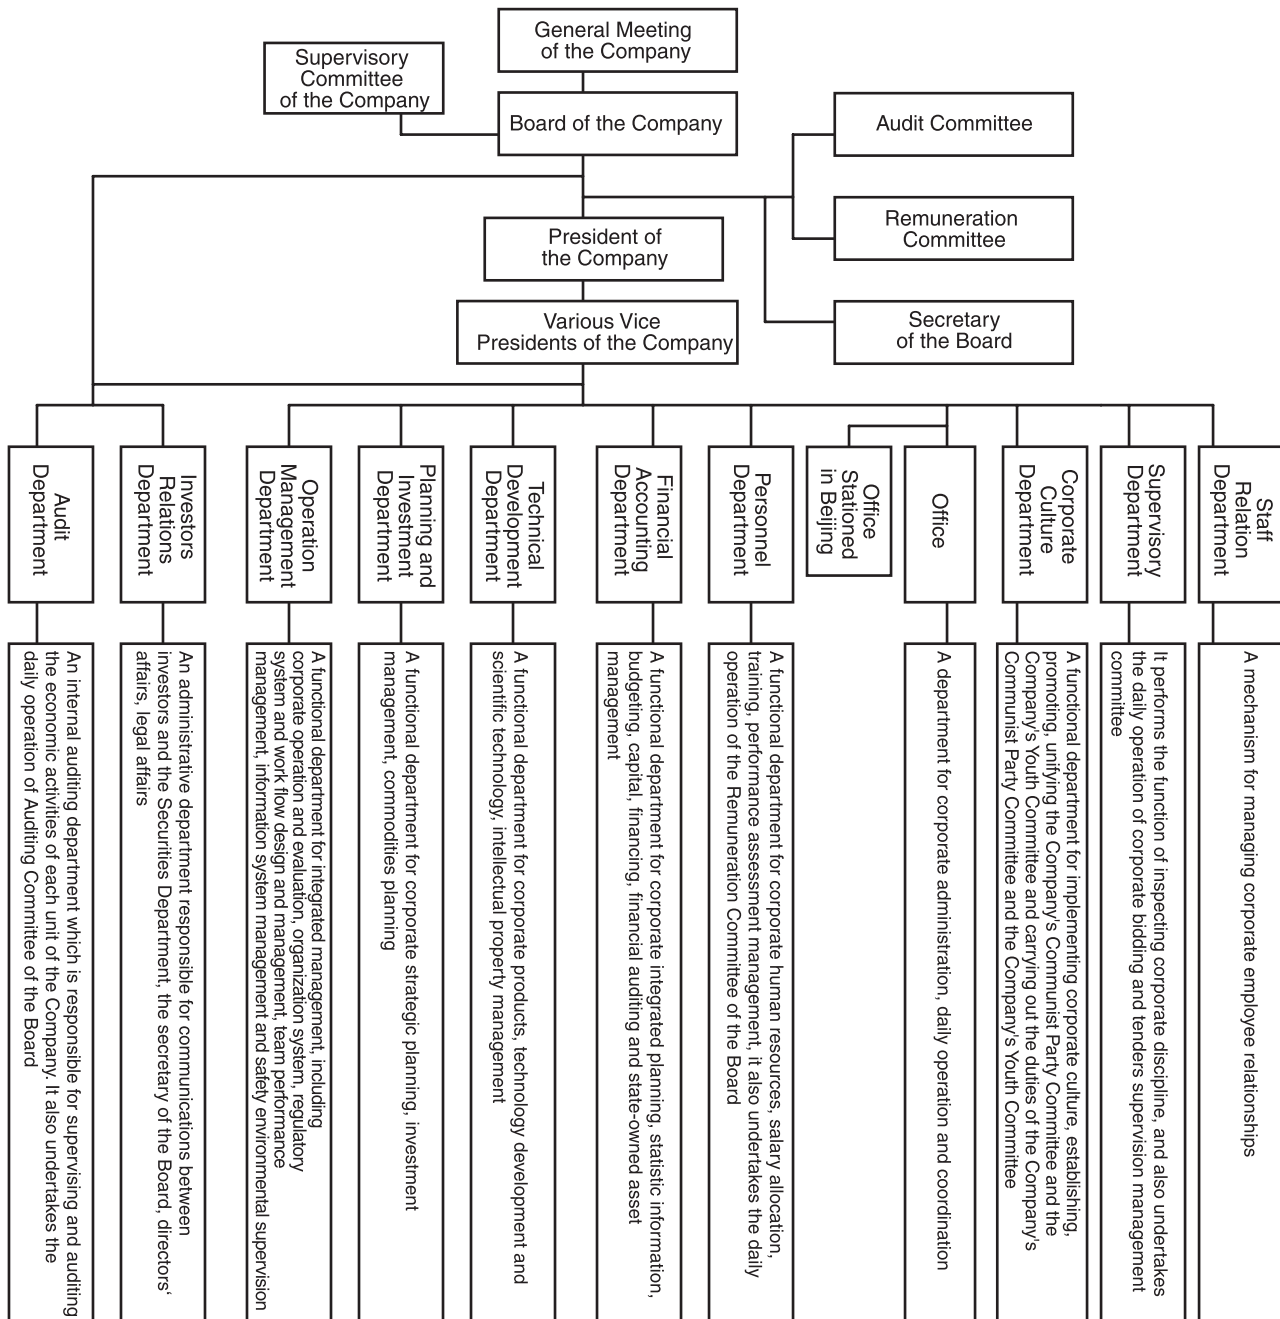 General Meeting
of the Company
Supervisory
Committee
of the Company
Board of the Company
Audit Committee
Remuneration
Committee
President of
the Company
Various Vice
Presidents of the Company
Secretary
of the Board
Audit
Department
Investors
Relations
Department
Operation
Management
Department
Planning and
Investment
Department
Technical
Development
Department
Financial
Accounting
Department
Personnel
Department
Office
Stationed
in Beijing
Office
Corporate
Culture
Department
Supervisory
Department
Staff
Relation
Department
An internal auditing department which is responsible for supervising and auditing
the economic activities of each unit of the Company. It also undertakes the
daily operation of Auditing Committee of the Board
An administrative department responsible for communications between
investors and the Securities Department, the secretary of the Board, directors‘
affairs, legal affairs
A functional department for integrated management, including
corporate operation and evaluation, organization system, regulatory
system and work flow design and management, team performance
management, information system management and safety environmental supervision
A functional department for corporate strategic planning, investment
management, commodities planning
A functional department for corporate products, technology development and
scientific technology, intellectual property management
A functional department for corporate integrated planning, statistic information,
budgeting, capital, financing, financial auditing and state-owned asset
management
A functional department for corporate human resources, salary allocation,
training, performance assessment management, it also undertakes the daily
operation of the Remuneration Committee of the Board
A department for corporate administration, daily operation and coordination
A functional department for implementing corporate culture, establishing,
promoting, unifying the Company's Communist Party Committee and the
Company's Youth Committee and carrying out the duties of the Company's
Communist Party Committee and the Company's Youth Committee
It performs the function of inspecting corporate discipline, and also undertakes
the daily operation of corporate bidding and tenders supervision management
committee
A mechanism for managing corporate employee relationships